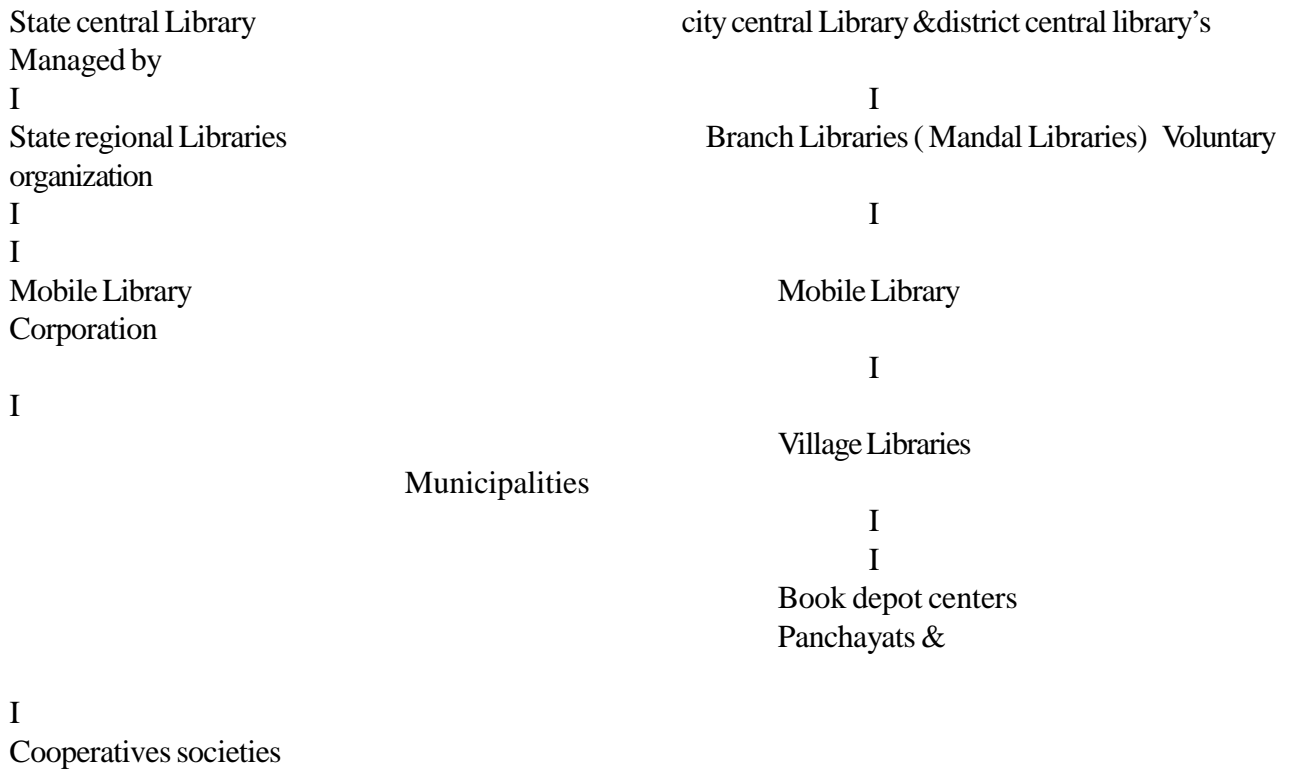 State central Library city central Library &district central library's
Managed by
I I
State regional Libraries Branch Libraries ( Mandal Libraries) Voluntary
organization
I I
I
Mobile Library Mobile Library
Corporation
I
I
Village Libraries
Municipalities
I
I
Book depot centers
Panchayats &
I
Cooperatives societies